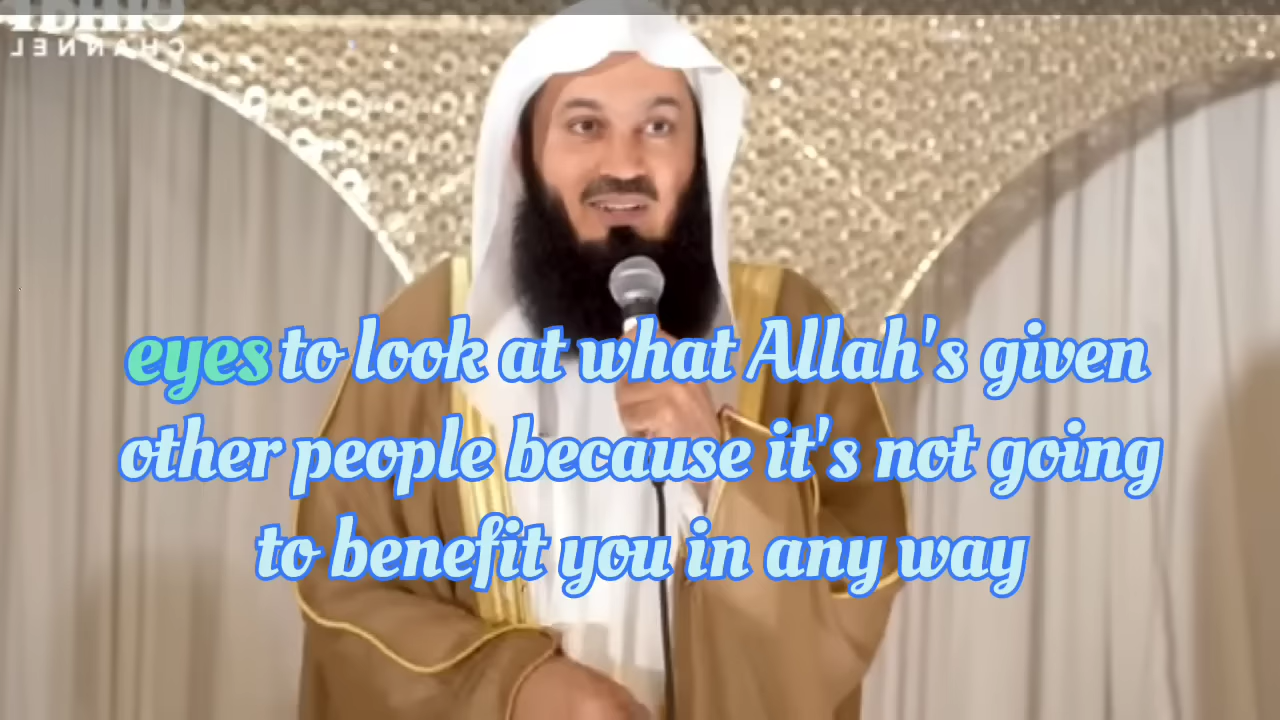 CHANNEL
eyes to look at what Allah's given
other people because it's not going
to benefit you in any way